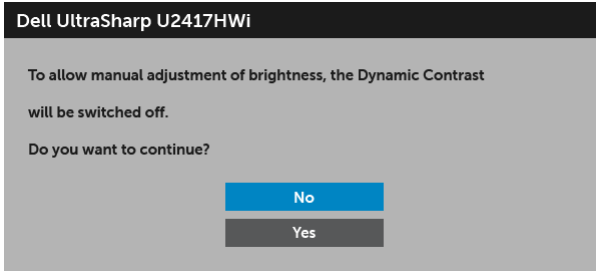 Dell UltraSharp U2417HWi
To allow manual adjustment of brightness, the Dynamic Contrast
will be switched off.
Do you want to continue?
No
Yes